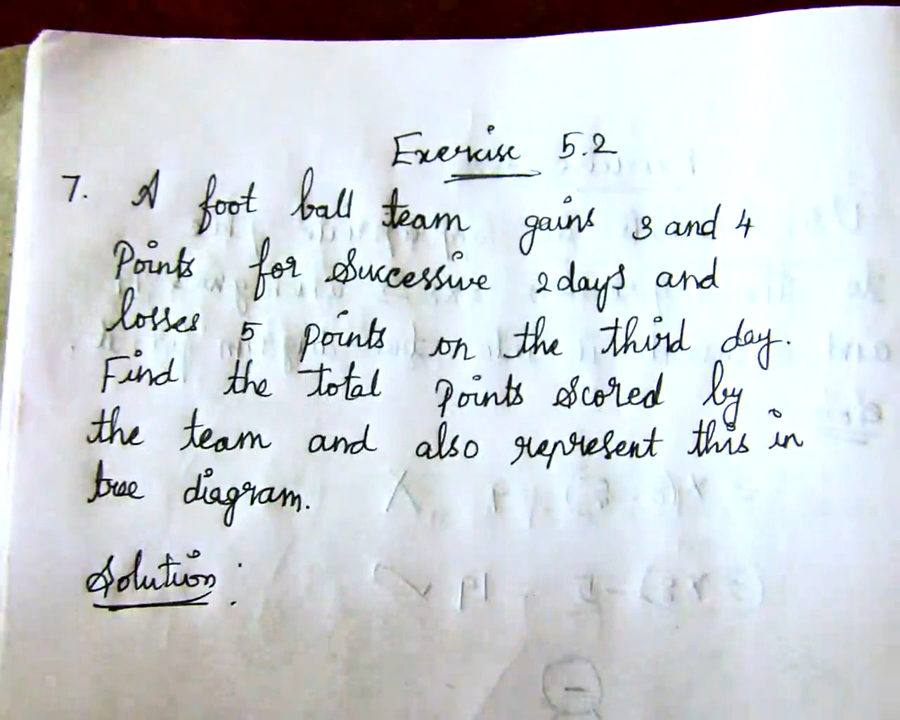 Exercise 5.2
7. A foot ball team gains 3 and 4
Points for Successive 2 days and
losses 5 points on the third day.
Find the total points scored by
the team and also represent this in
tree diagram.
Solution :